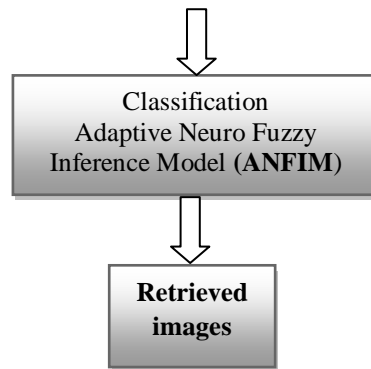 Classification
Adaptive Neuro Fuzzy
Inference Model (ANFIM)
Retrieved
images